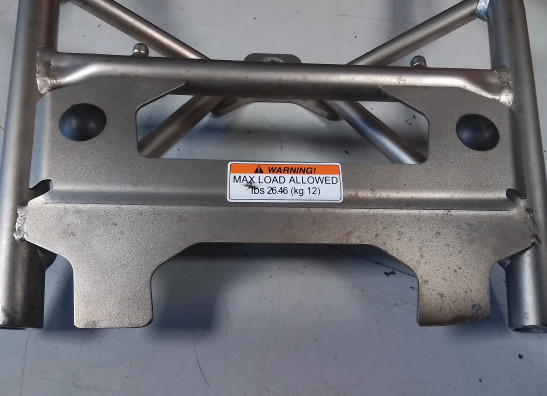 WARNING!
MAX LOAD ALLOWED
lbs 26.46 (kg 12)